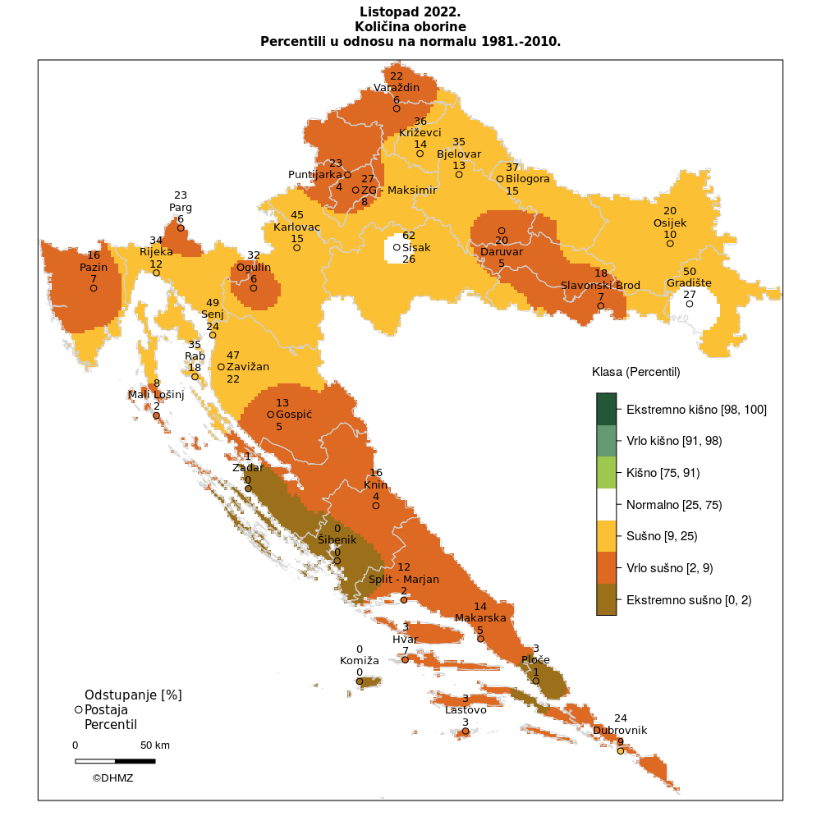 Listopad 2022.
Količina oborine
Percentili u odnosu na normalu 1981.-2010.
22
Varaždin
6
36
Križevci
14
35
Bjelovar
13
23
Puntijarka
4
27
ZG Maksimir
8
37
Bilogora
15
23
Parg
6
45
Karlovac
15
62
Sisak
26
20
Osijek
10
34
Rijeka
12
16
Pazin
7
32
Ogulin
6
20
Daruvar
5
18
Slavonski Brod
7
50
Gradište
27
49
Senj
24
35
Rab
18
47
Zavižan
22
8
Mali Lošinj
2
13
Gospić
5
1
Zadar
0
16
Knin
4
0
Šibenik
0
12
Split - Marjan
2
14
Makarska
5
3
Hvar
7
0
Komiža
0
3
Ploče
1
3
Lastovo
3
24
Dubrovnik
9
Klasa (Percentil)
Ekstremno kišno [98, 100]
Vrlo kišno [91, 98)
Kišno [75, 91)
Normalno [25, 75)
Sušno [9, 25)
Vrlo sušno [2, 9)
Ekstremno sušno [0, 2)
Odstupanje [%]
Postaja
Percentil
0 50 km
©DHMZ